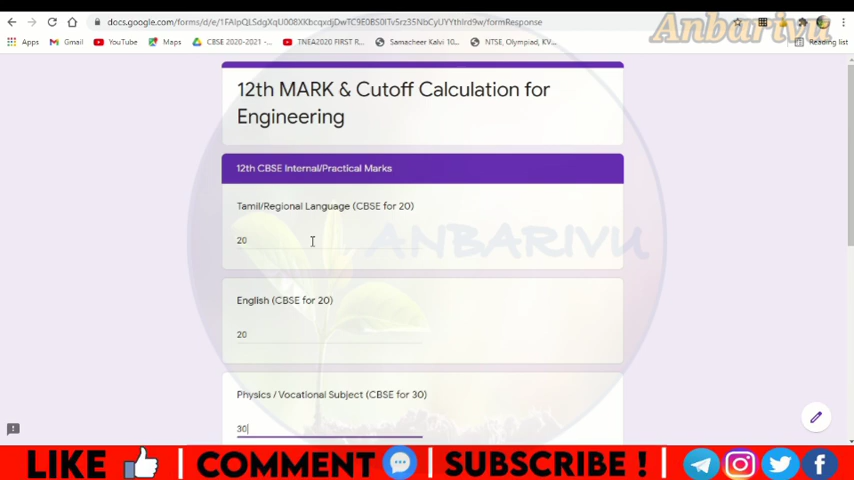 docs.google.com/forms/d/e/1FAIpQLSdgXqU008XKbcqxdjDwTC9E0BS0ITv5rz35NbCyUYYthIrd9w/formResponse
Anbarivu
Apps Gmail YouTube Maps CBSE 2020-2021 -... TNEA2020 FIRST R... Samacheer Kalvi 10... NTSE, Olympiad, KV... Reading list
12th MARK & Cutoff Calculation for
Engineering
12th CBSE Internal/Practical Marks
Tamil/Regional Language (CBSE for 20)
20
ANBARIVU
English (CBSE for 20)
20
Physics / Vocational Subject (CBSE for 30)
30
LIKE | COMMENT | SUBSCRIBE ! |